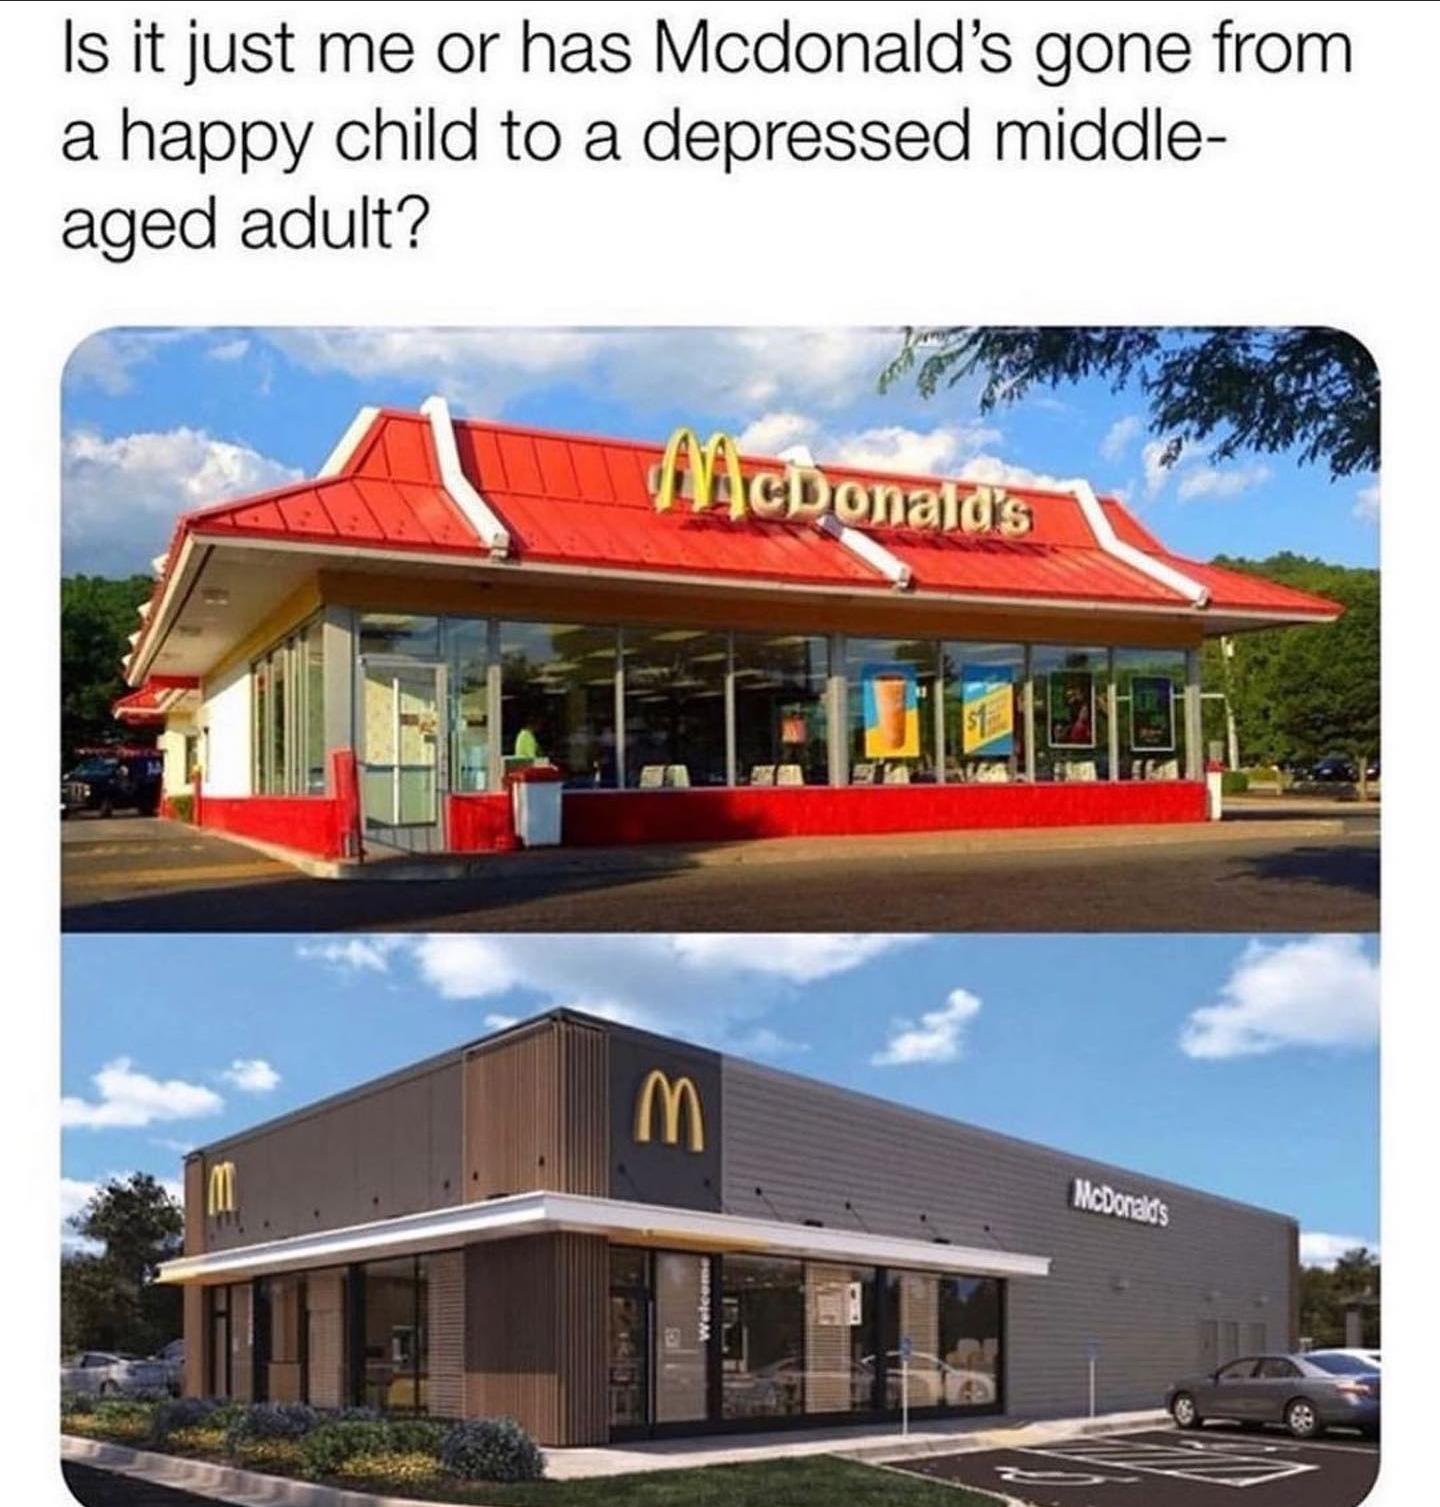 Is it just me or has Mcdonald's gone from
a happy child to a depressed middle-
aged adult?
McDonald's
$1
McDonald's
Welcome